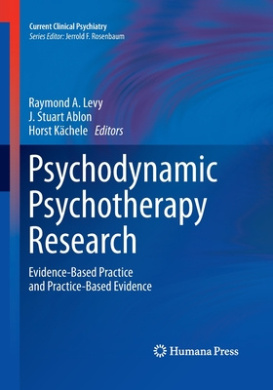 Current Clinical Psychiatry
Series Editor: Jerrold F. Rosenbaum
Raymond A. Levy
J. Stuart Ablon
Horst Kächele Editors
Psychodynamic
Psychotherapy
Research
Evidence-Based Practice
and Practice-Based Evidence
Humana Press